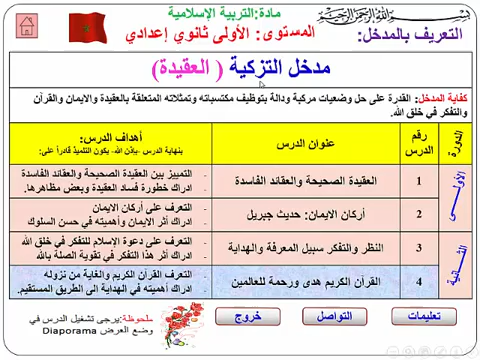 بسم الله الرحمن الرحيم
مادة:التربية الإسلامية
التعريف بالمدخل:
المستوى: الأولى ثانوي إعدادي
مدخل التزكية ( العقيدة)
كفاية المدخل: القدرة على حل وضعيات مركبة ودالة بتوظيف مكتسباته وتمثلاته المتعلقة بالعقيدة والايمان والقرآن
والتفكر في خلق الله.
الدورة
رقم الدرس
عنوان الدرس
أهداف الدرس:
بنهاية الدرس -بإذن الله- يكون التلميذ قادرا على:
الأولـــى
1
العقيدة الصحيحة والعقائد الفاسدة
- التمييز بين العقيدة الصحيحة والعقائد الفاسدة
- ادراك خطورة فساد العقيدة وبعض مظاهرها.
2
أركان الايمان: حديث جبريل
- التعرف على أركان الايمان
- ادراك أثر الايمان وأهميته في حسن السلوك
الثــانية
3
النظر والتفكر سبيل المعرفة والهداية
- التعرف على دعوة الإسلام للتفكر في خلق الله
- ادراك أثر هذا التفكر في تقوية الصلة بالله
4
القرآن الكريم هدى ورحمة للعالمين
- التعرف القرآن الكريم والغاية من نزوله
- ادراك أهميته في الهداية الى الطريق المستقيم.
تعليمات
التواصل
خروج
ملحوظة:يرجى تشغيل الدرس في
وضع العرض Diaporama